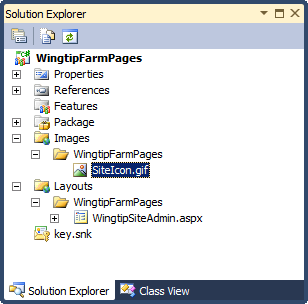 Solution Explorer
WingtipFarmPages
Properties
References
Features
Package
Images
WingtipFarmPages
SiteIcon.gif
Layouts
WingtipFarmPages
WingtipSiteAdmin.aspx
key.snk
Solution Explorer
Class View